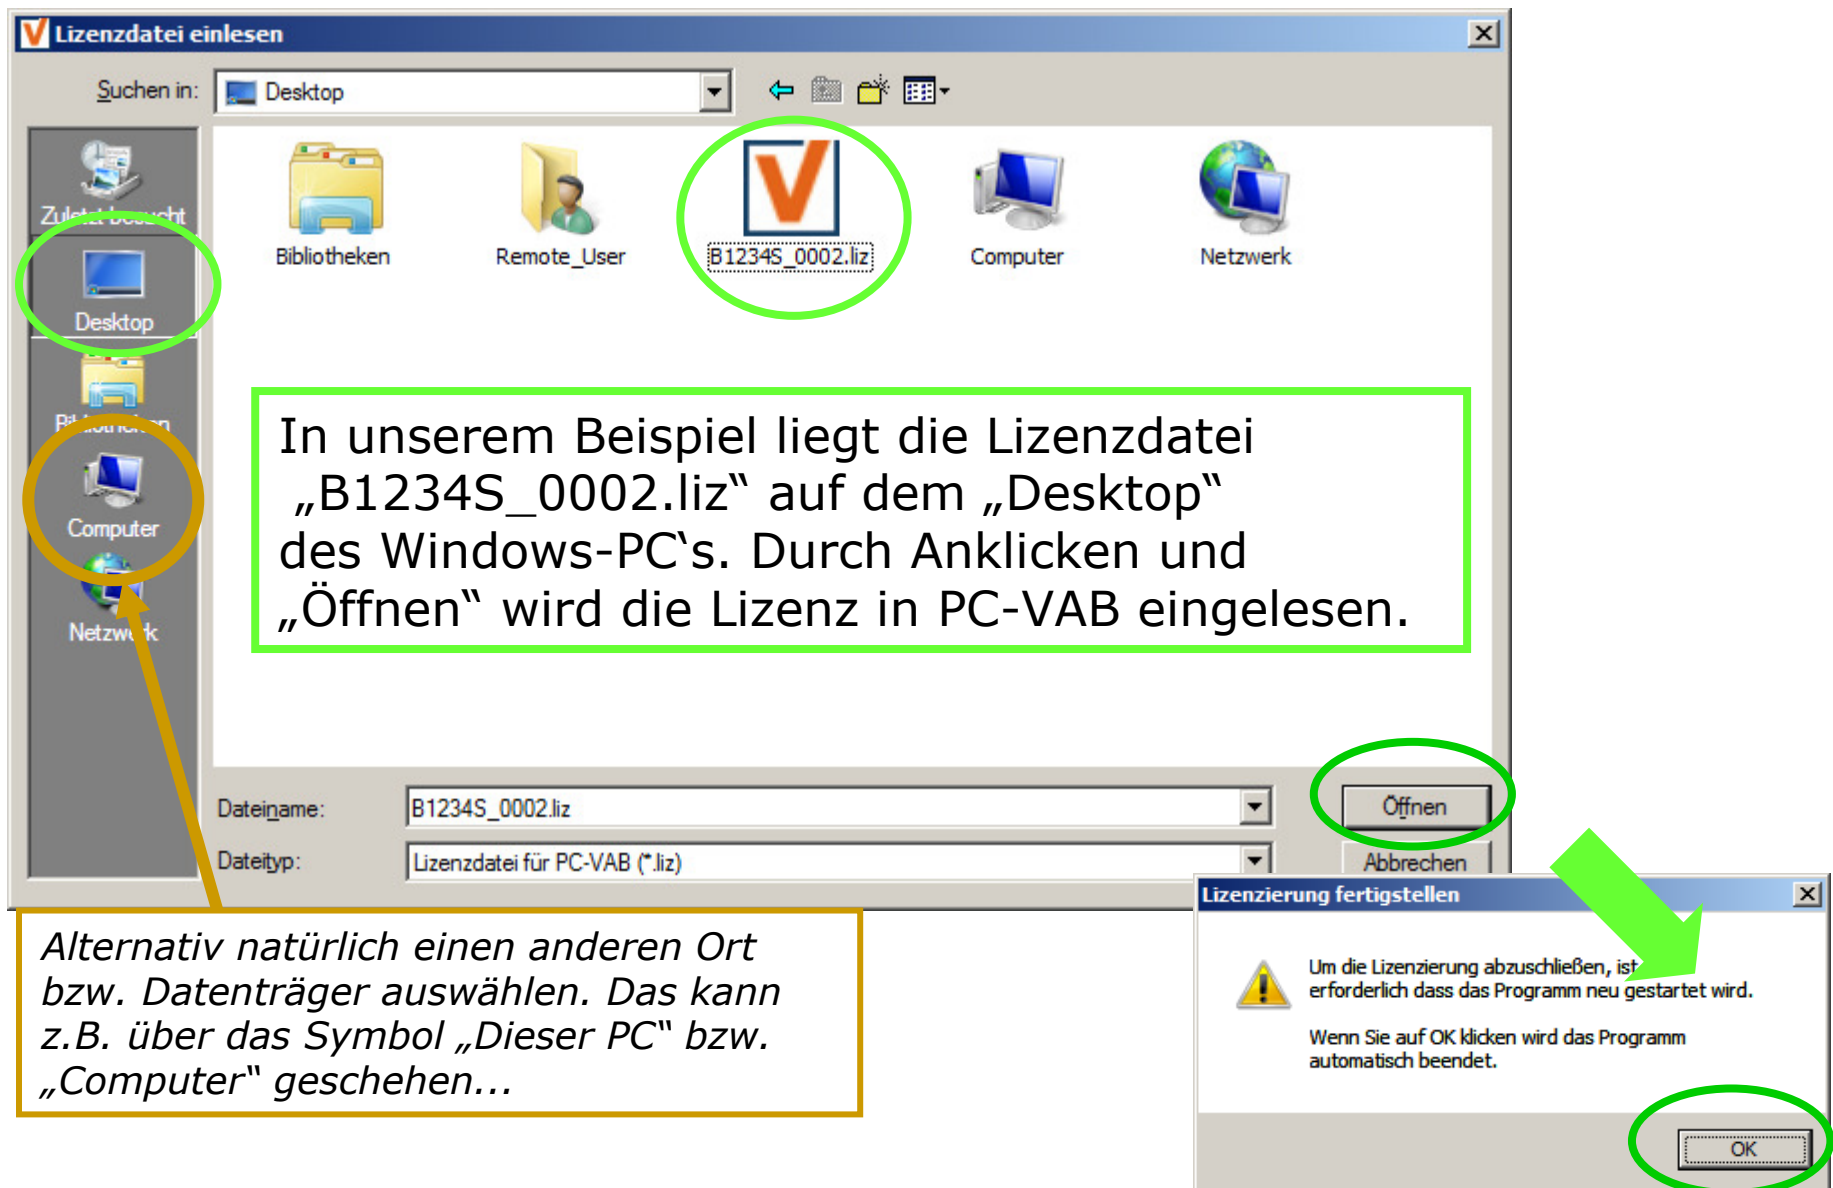 Lizenzdatei einlesen
Suchen in:
Desktop
Zuletzt besucht
Desktop
Bibliotheken
Computer
Netzwerk
Bibliotheken
Remote_User
B1234S_0002.liz
Computer
Netzwerk
In unserem Beispiel liegt die Lizenzdatei
„B1234S_0002.liz“ auf dem „Desktop“
des Windows-PC‘s. Durch Anklicken und
„Öffnen“ wird die Lizenz in PC-VAB eingelesen.
Dateiname:
B1234S_0002.liz
Öffnen
Dateityp:
Lizenzdatei für PC-VAB (*.liz)
Abbrechen
Alternativ natürlich einen anderen Ort
bzw. Datenträger auswählen. Das kann
z.B. über das Symbol „Dieser PC“ bzw.
„Computer“ geschehen...
Lizenzierung fertigstellen
Um die Lizenzierung abzuschließen, ist
erforderlich dass das Programm neu gestartet wird.
Wenn Sie auf OK klicken wird das Programm
automatisch beendet.
OK